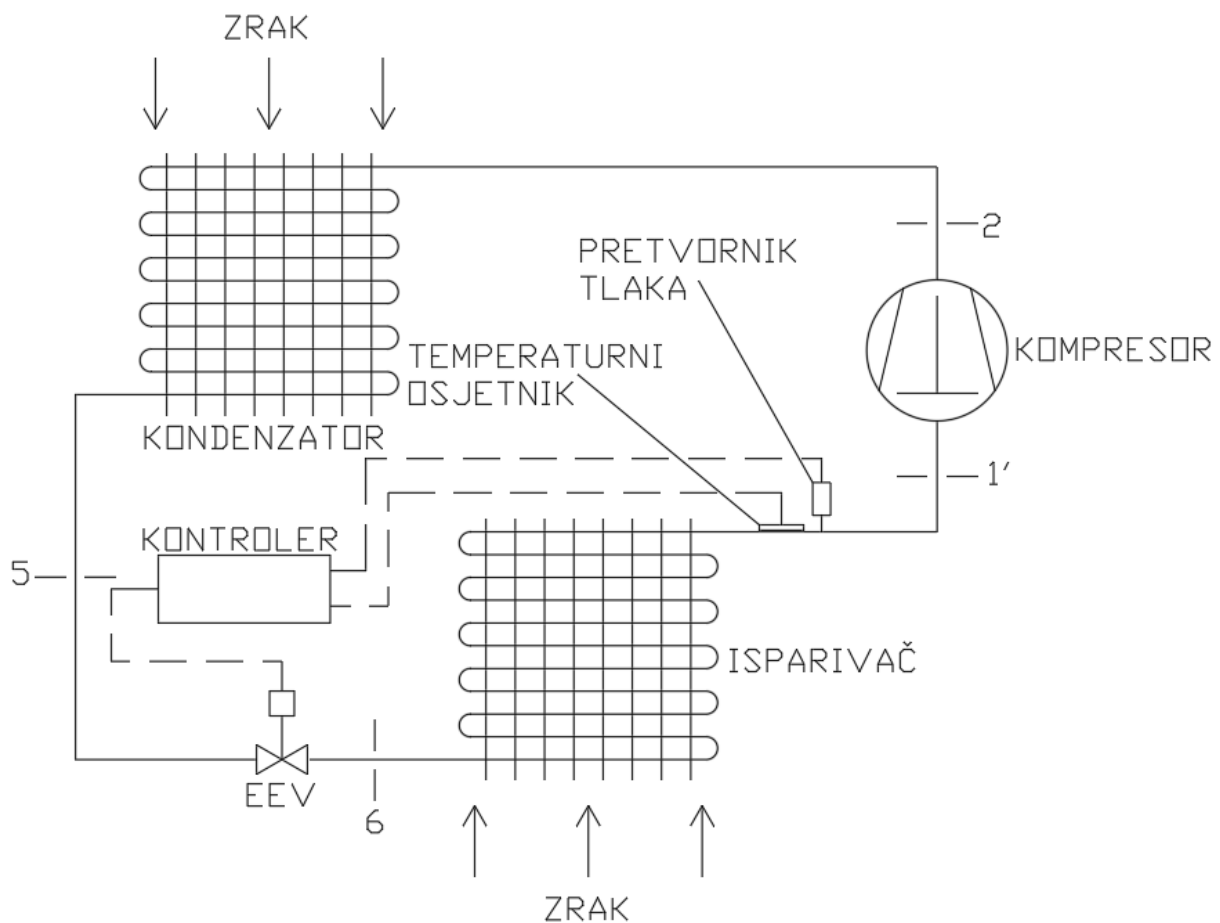 ZRAK
2
PRETVORNIK
TLAKA
KOMPRESOR
TEMPERATURNI
OSJETNIK
KONDENZATOR
1'
KONTROLER
5
ISPARIVAČ
EEV
6
ZRAK